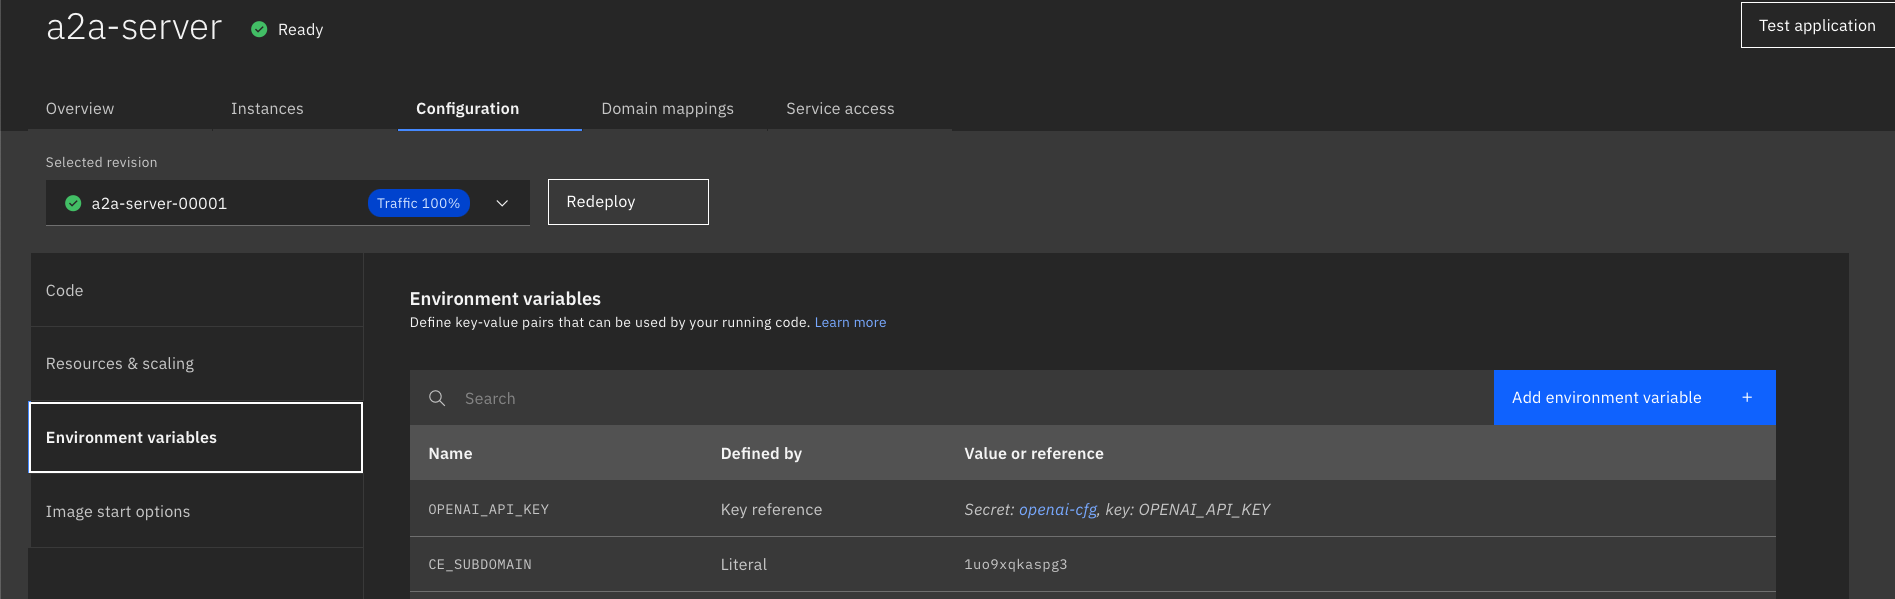 a2a-server
Ready
Test application
Overview
Instances
Configuration
Domain mappings
Service access
Selected revision
a2a-server-00001
Traffic 100%
Redeploy
Code
Resources & scaling
Environment variables
Image start options
Environment variables
Define key-value pairs that can be used by your running code. Learn more
Search
Add environment variable +
Name Defined by Value or reference
OPENAI_API_KEY Key reference Secret: openai-cfg, key: OPENAI_API_KEY
CE_SUBDOMAIN Literal 1uo9xqkaspg3